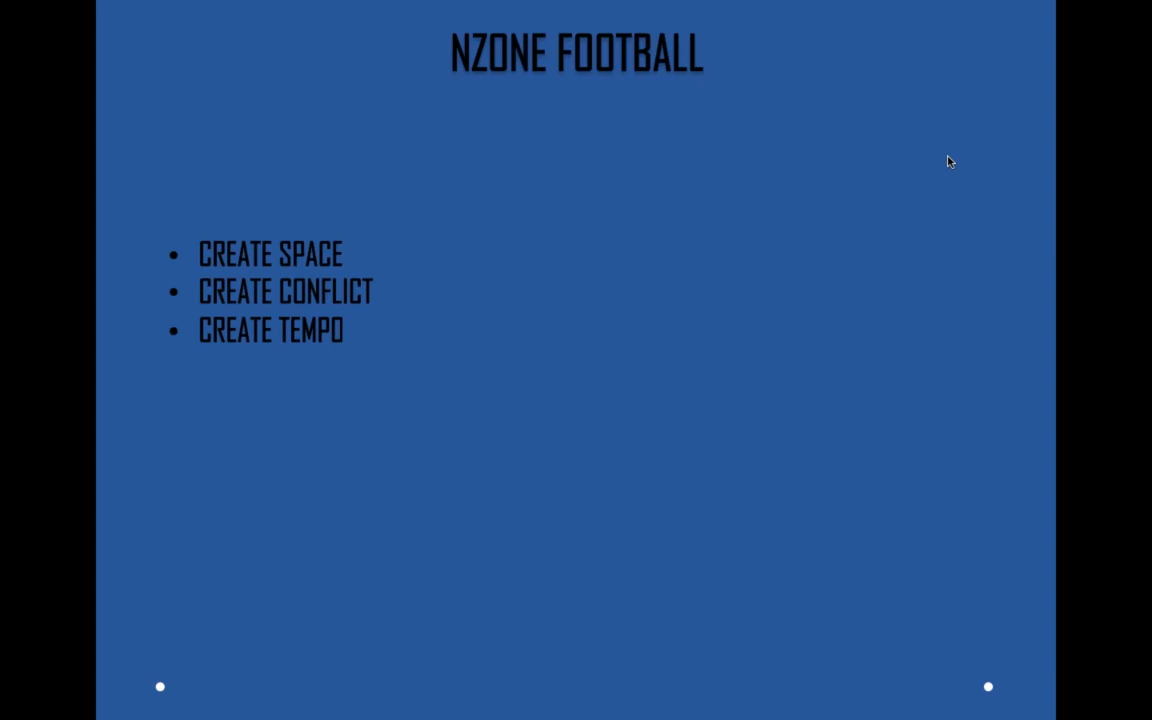 NZONE FOOTBALL
• CREATE SPACE
• CREATE CONFLICT
• CREATE TEMPO